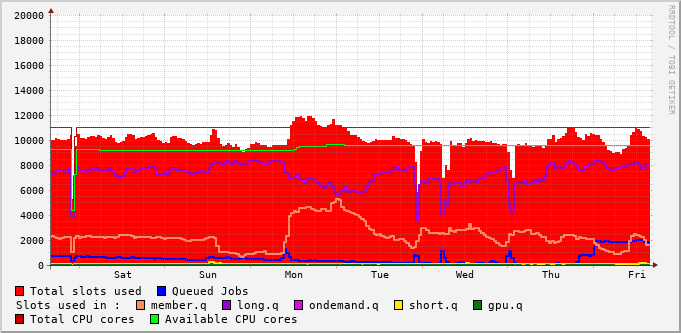 RRDTOOL / TOBI OETIKER
20000
18000
16000
14000
12000
10000
8000
6000
4000
2000
0
Sat Sun Mon Tue Wed Thu Fri
Total slots used Queued Jobs
Slots used in : member.q long.q ondemand.q short.q gpu.q
Total CPU cores Available CPU cores